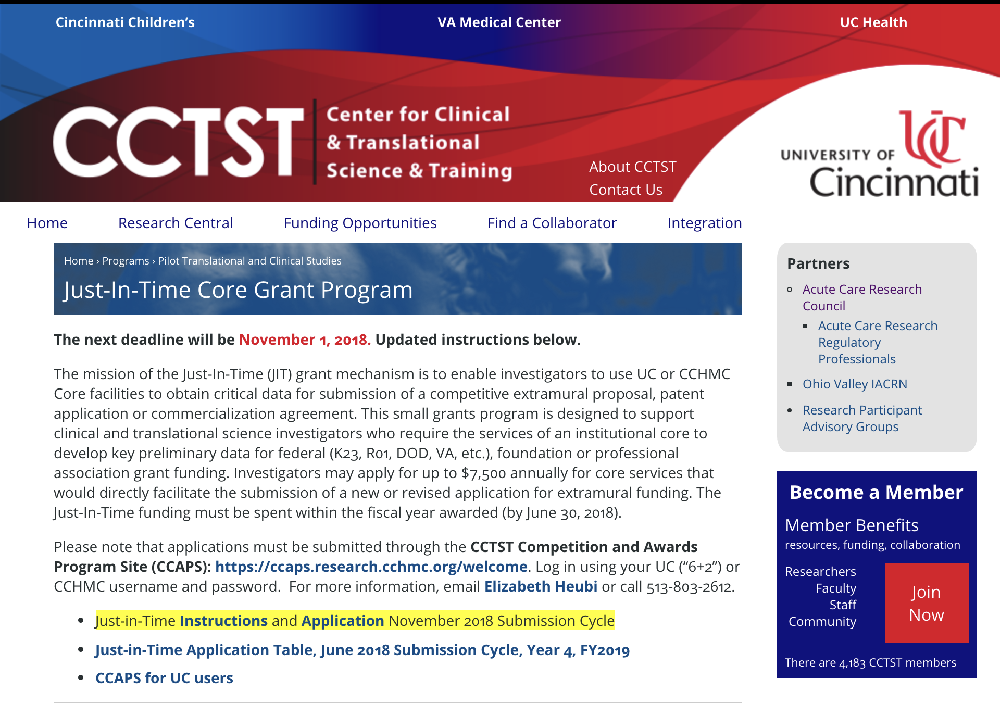 Cincinnati Children’s
VA Medical Center
UC Health
CCTST
Center for Clinical
& Translational
Science & Training
About CCTST
Contact Us
UC
UNIVERSITY OF
Cincinnati
Home
Research Central
Funding Opportunities
Find a Collaborator
Integration
Home › Programs › Pilot Translational and Clinical Studies
Just-In-Time Core Grant Program
The next deadline will be November 1, 2018. Updated instructions below.
The mission of the Just-In-Time (JIT) grant mechanism is to enable investigators to use UC or CCHMC
Core facilities to obtain critical data for submission of a competitive extramural proposal, patent
application or commercialization agreement. This small grants program is designed to support
clinical and translational science investigators who require the services of an institutional core to
develop key preliminary data for federal (K23, R01, DOD, VA, etc.), foundation or professional
association grant funding. Investigators may apply for up to $7,500 annually for core services that
would directly facilitate the submission of a new or revised application for extramural funding. The
Just-In-Time funding must be spent within the fiscal year awarded (by June 30, 2018).
Please note that applications must be submitted through the CCTST Competition and Awards
Program Site (CCAPS): https://ccaps.research.cchmc.org/welcome. Log in using your UC (“6+2”) or
CCHMC username and password.  For more information, email Elizabeth Heubi or call 513-803-2612.
Just-in-Time Instructions and Application November 2018 Submission Cycle
Just-in-Time Application Table, June 2018 Submission Cycle, Year 4, FY2019
CCAPS for UC users
Partners
Acute Care Research
Council
Acute Care Research
Regulatory
Professionals
Ohio Valley IACRN
Research Participant
Advisory Groups
Become a Member
Member Benefits
resources, funding, collaboration
Researchers
Faculty
Staff
Community
Join
Now
There are 4,183 CCTST members